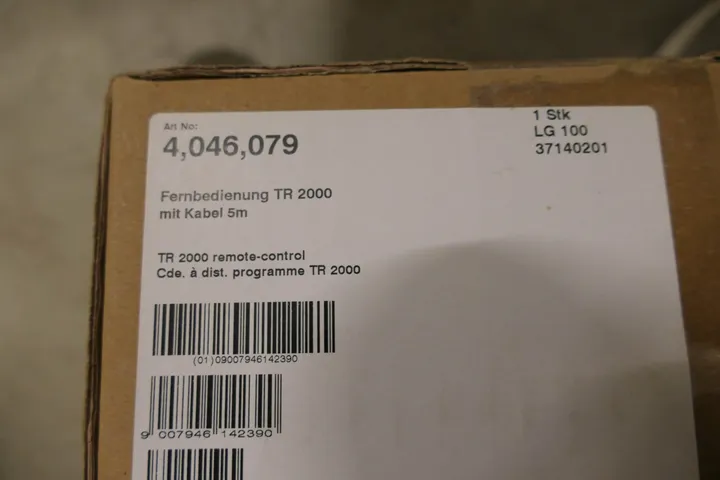 Art No:
4,046,079
1 Stk
LG 100
37140201
Fernbedienung TR 2000
mit Kabel 5m
TR 2000 remote-control
Cde. à dist. programme TR 2000
(01)09007946142390
9 007946 142390